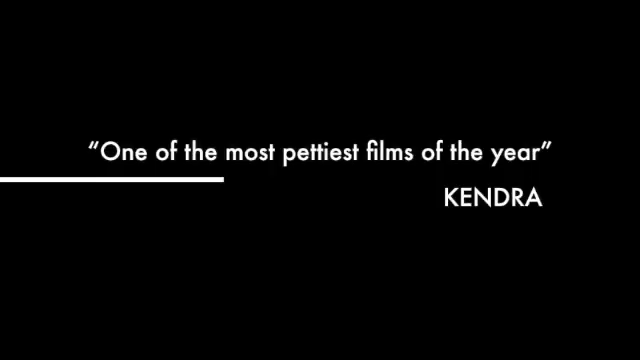 “One of the most pettiest films of the year”
KENDRA